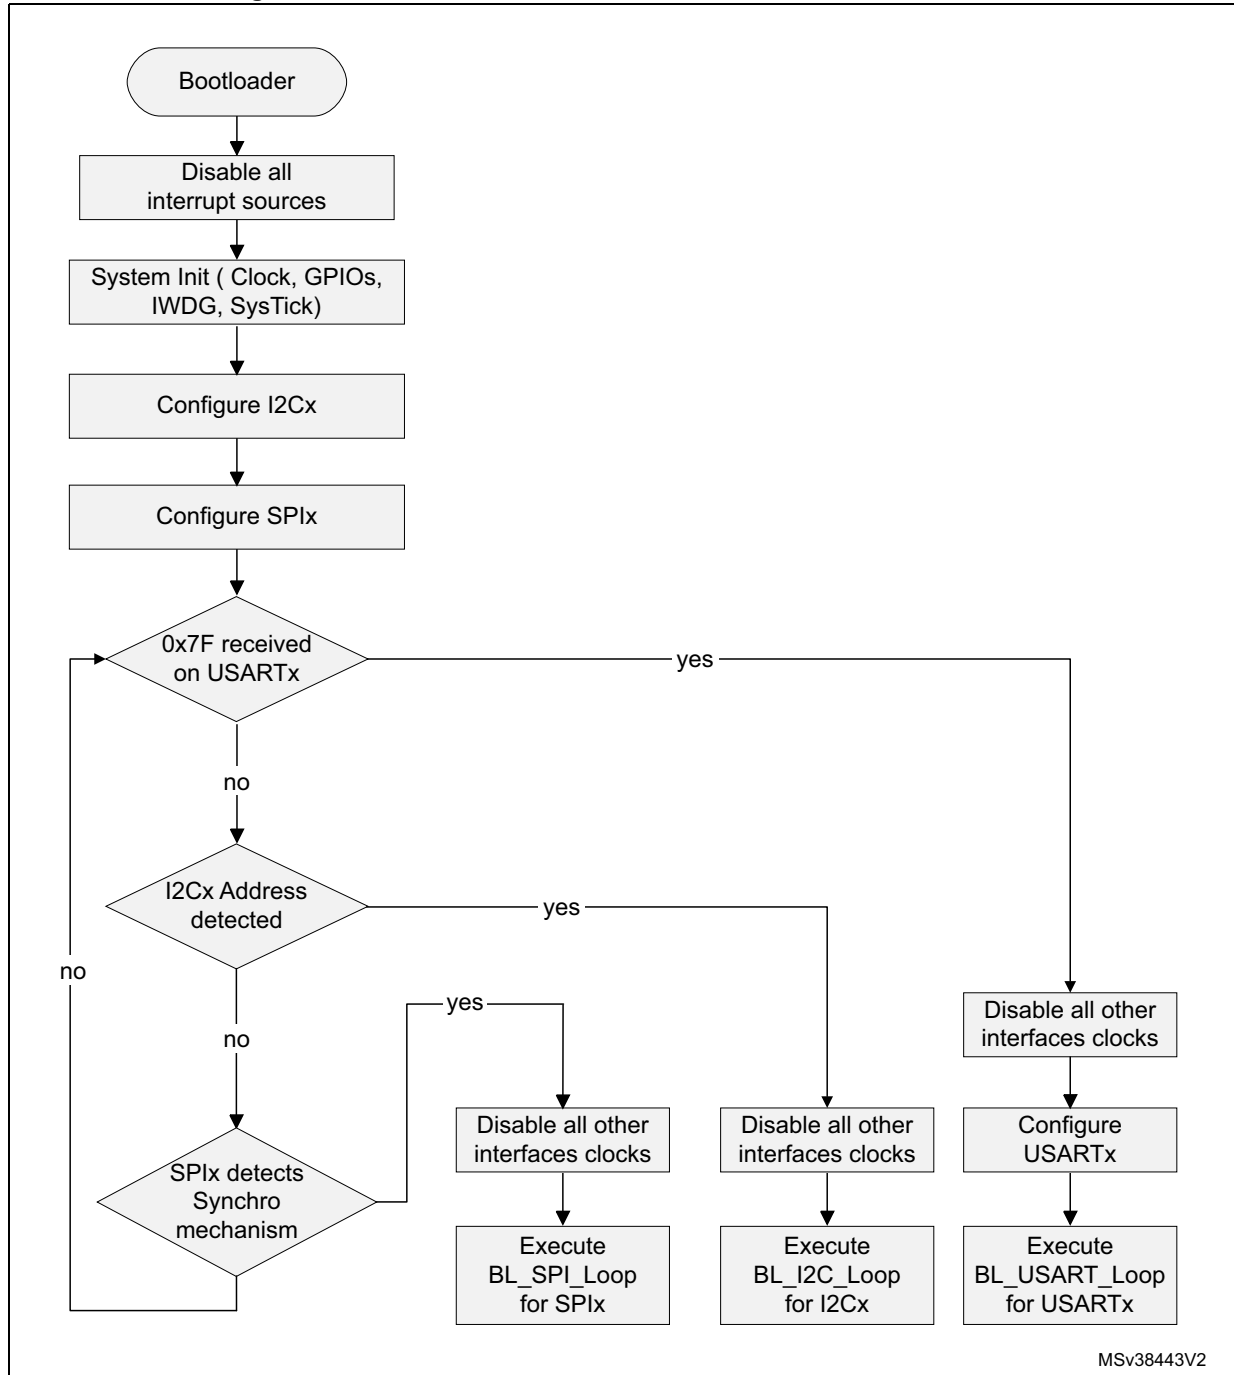 Bootloader
Disable all
interrupt sources
System Init ( Clock, GPIOs,
IWDG, SysTick)
Configure I2Cx
Configure SPIx
0x7F received
on USARTx
yes
no
I2Cx Address
detected
yes
no
no
yes
Disable all other
interfaces clocks
SPIx detects
Synchro
mechanism
Disable all other
interfaces clocks
Disable all other
interfaces clocks
Configure
USARTx
Execute
BL_SPI_Loop
for SPIx
Execute
BL_I2C_Loop
for I2Cx
Execute
BL_USART_Loop
for USARTx
MSv38443V2